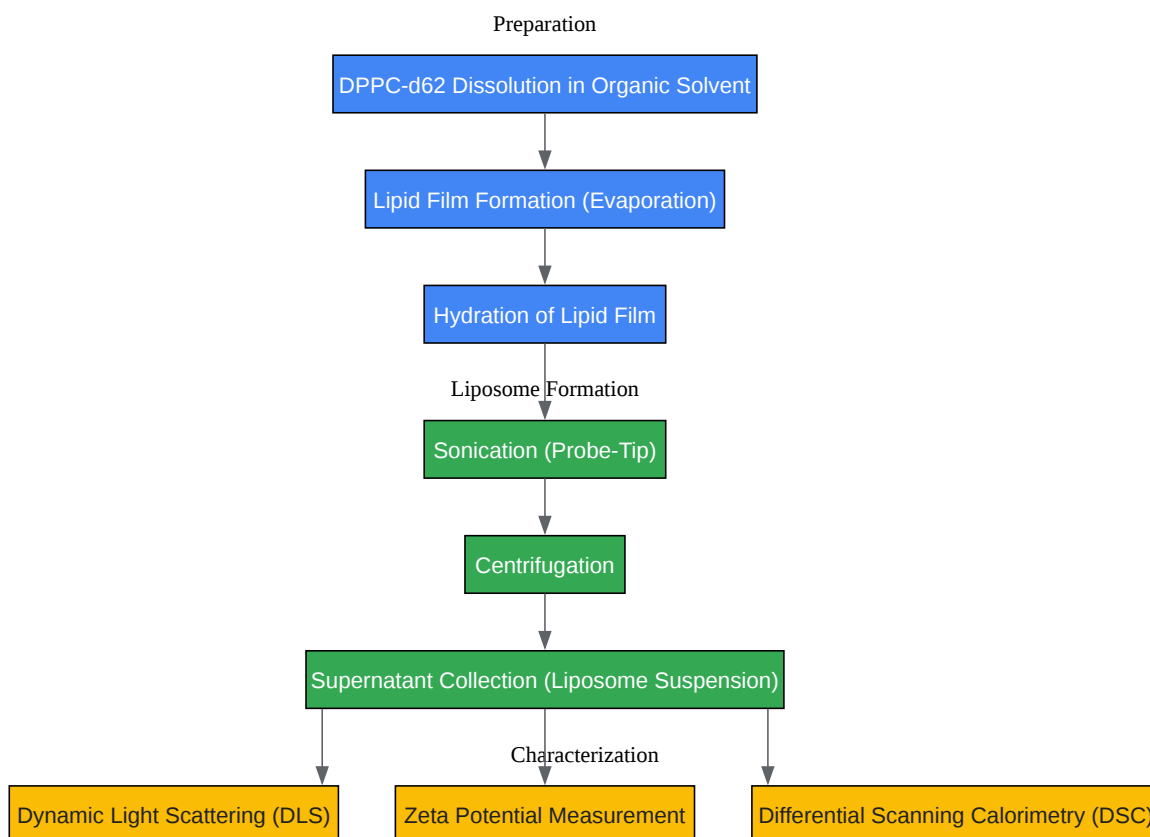 Preparation
DPPC-d62 Dissolution in Organic Solvent
Lipid Film Formation (Evaporation)
Hydration of Lipid Film
Liposome Formation
Sonication (Probe-Tip)
Centrifugation
Supernatant Collection (Liposome Suspension)
Characterization
Dynamic Light Scattering (DLS)
Zeta Potential Measurement
Differential Scanning Calorimetry (DSC)